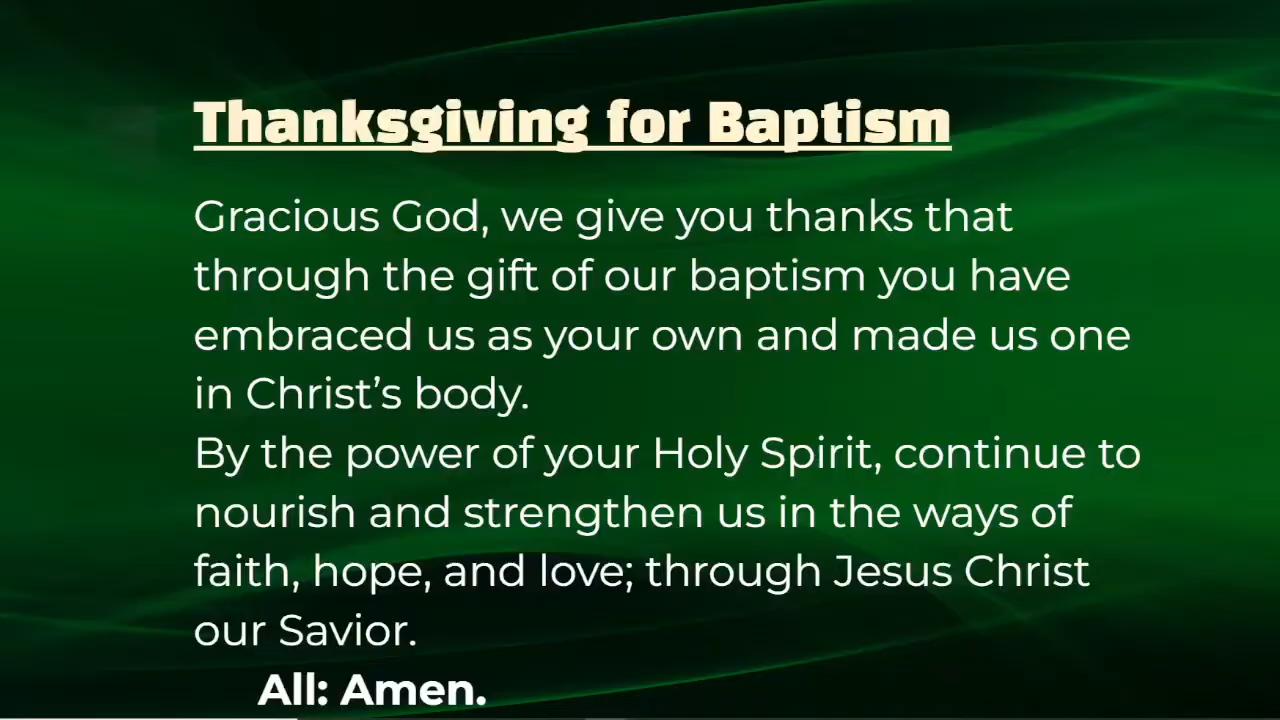 Thanksgiving for Baptism
Gracious God, we give you thanks that
through the gift of our baptism you have
embraced us as your own and made us one
in Christ’s body.
By the power of your Holy Spirit, continue to
nourish and strengthen us in the ways of
faith, hope, and love; through Jesus Christ
our Savior.
All: Amen.